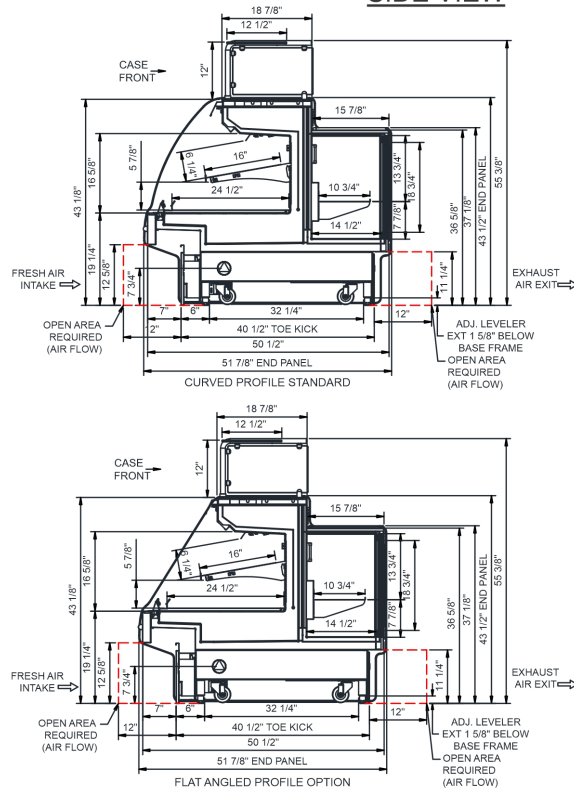 SIDE VIEW
18 7/8"
12 1/2"
CASE
FRONT
12"
15 7/8"
43 1/8"
16 5/8"
5 7/8"
6 1/4"
16"
24 1/2"
10 3/4"
14 1/2"
13 3/4"
18 3/4"
7 7/8"
36 5/8"
37 1/8"
43 1/2" END PANEL
55 3/8"
19 1/4"
12 5/8"
7 3/4"
11 1/4"
FRESH AIR
INTAKE
EXHAUST
AIR EXIT
7"
6"
32 1/4"
12"
12"
40 1/2" TOE KICK
50 1/2"
51 7/8" END PANEL
OPEN AREA
REQUIRED
(AIR FLOW)
ADJ. LEVELER
EXT 1 5/8" BELOW
BASE FRAME
OPEN AREA
REQUIRED
(AIR FLOW)
CURVED PROFILE STANDARD
18 7/8"
12 1/2"
CASE
FRONT
12"
15 7/8"
43 1/8"
16 5/8"
5 7/8"
6 1/4"
16"
24 1/2"
10 3/4"
14 1/2"
13 3/4"
18 3/4"
7 7/8"
36 5/8"
37 1/8"
43 1/2" END PANEL
55 3/8"
19 1/4"
12 5/8"
7 3/4"
11 1/4"
FRESH AIR
INTAKE
EXHAUST
AIR EXIT
7"
6"
32 1/4"
12"
12"
40 1/2" TOE KICK
50 1/2"
51 7/8" END PANEL
OPEN AREA
REQUIRED
(AIR FLOW)
ADJ. LEVELER
EXT 1 5/8" BELOW
BASE FRAME
OPEN AREA
REQUIRED
(AIR FLOW)
FLAT ANGLED PROFILE OPTION